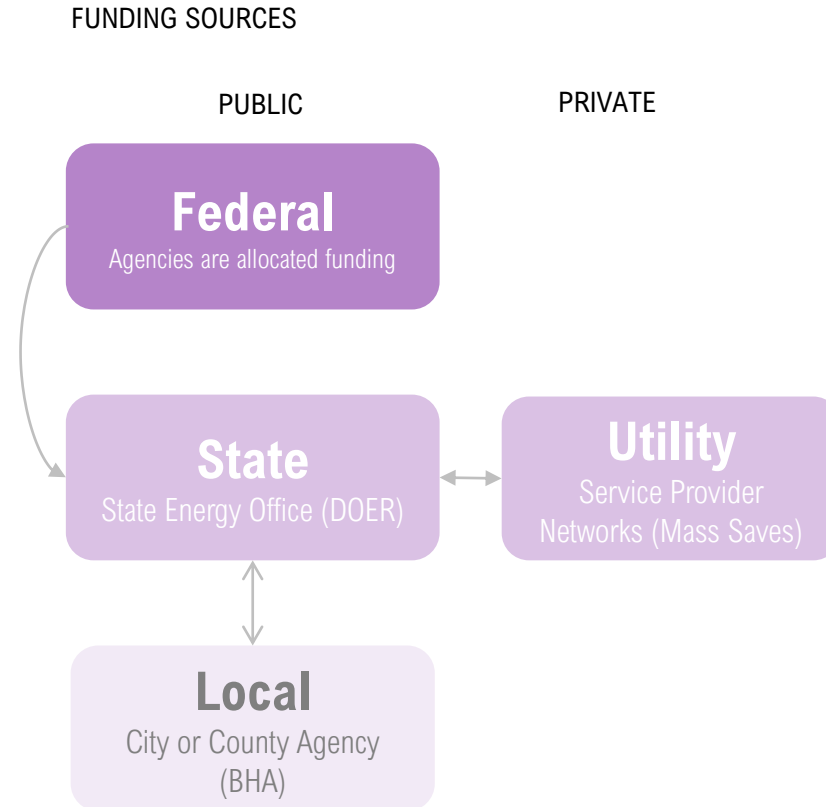 FUNDING SOURCES
PUBLIC
PRIVATE
Federal
Agencies are allocated funding
State
State Energy Office (DOER)
Utility
Service Provider
Networks (Mass Saves)
Local
City or County Agency
(BHA)